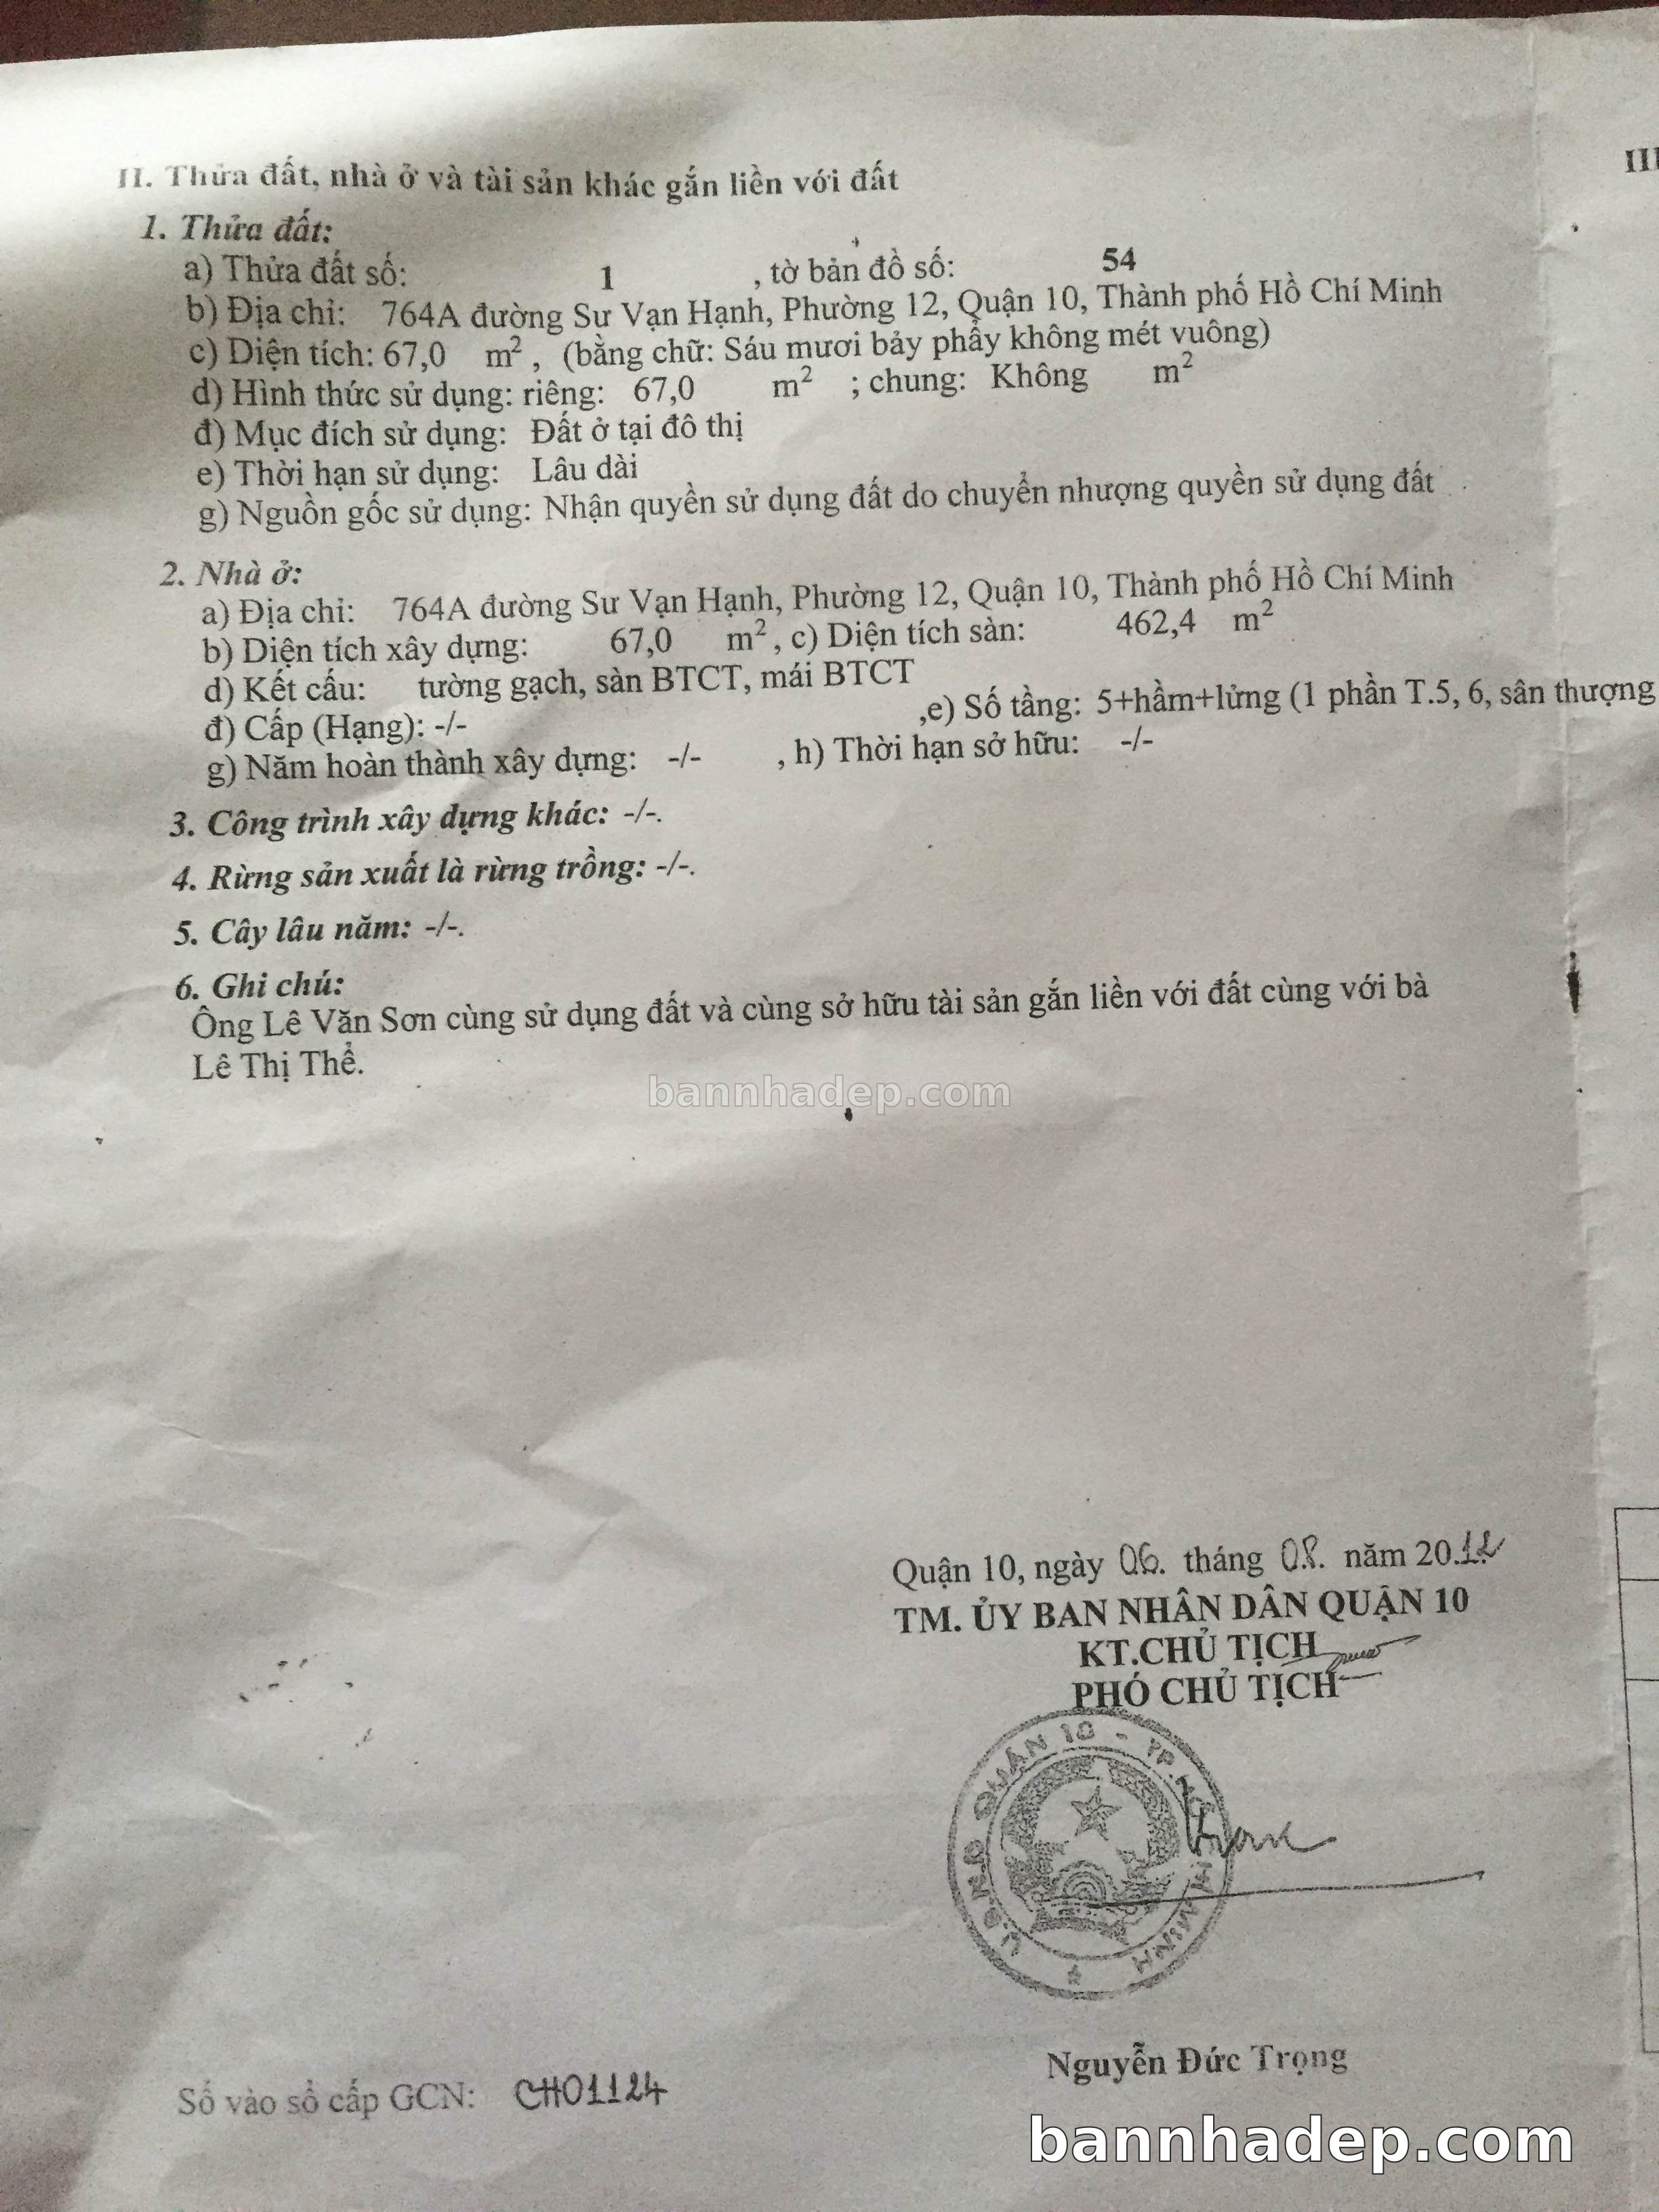 II. Thửa đất, nhà ở và tài sản khác gắn liền với đất
III
1. Thửa đất:
a) Thửa đất số: 1 , tờ bản đồ số: 54
b) Địa chỉ: 764A đường Sư Vạn Hạnh, Phường 12, Quận 10, Thành phố Hồ Chí Minh
c) Diện tích: 67,0 m², (bằng chữ: Sáu mươi bảy phẩy không mét vuông)
d) Hình thức sử dụng: riêng: 67,0 m² ; chung: Không m²
đ) Mục đích sử dụng: Đất ở tại đô thị
e) Thời hạn sử dụng: Lâu dài
g) Nguồn gốc sử dụng: Nhận quyền sử dụng đất do chuyển nhượng quyền sử dụng đất
2. Nhà ở:
a) Địa chỉ: 764A đường Sư Vạn Hạnh, Phường 12, Quận 10, Thành phố Hồ Chí Minh
b) Diện tích xây dựng: 67,0 m², c) Diện tích sàn: 462,4 m²
d) Kết cấu: tường gạch, sàn BTCT, mái BTCT
đ) Cấp (Hạng): -/- ,e) Số tầng: 5+hầm+lửng (1 phần T.5, 6, sân thượng
g) Năm hoàn thành xây dựng: -/- , h) Thời hạn sở hữu: -/-
3. Công trình xây dựng khác: -/-.
4. Rừng sản xuất là rừng trồng: -/-.
5. Cây lâu năm: -/-.
6. Ghi chú:
Ông Lê Văn Sơn cùng sử dụng đất và cùng sở hữu tài sản gắn liền với đất cùng với bà
Lê Thị Thể.
bannhadep.com
Quận 10, ngày 06. tháng 08. năm 20.12
TM. ỦY BAN NHÂN DÂN QUẬN 10
KT.CHỦ TỊCH
PHÓ CHỦ TỊCH
U.B.N.D QUẬN 10 - TP. HỒ CHÍ MINH
Nguyễn Đức Trọng
Số vào sổ cấp GCN: CH01124
bannhadep.com